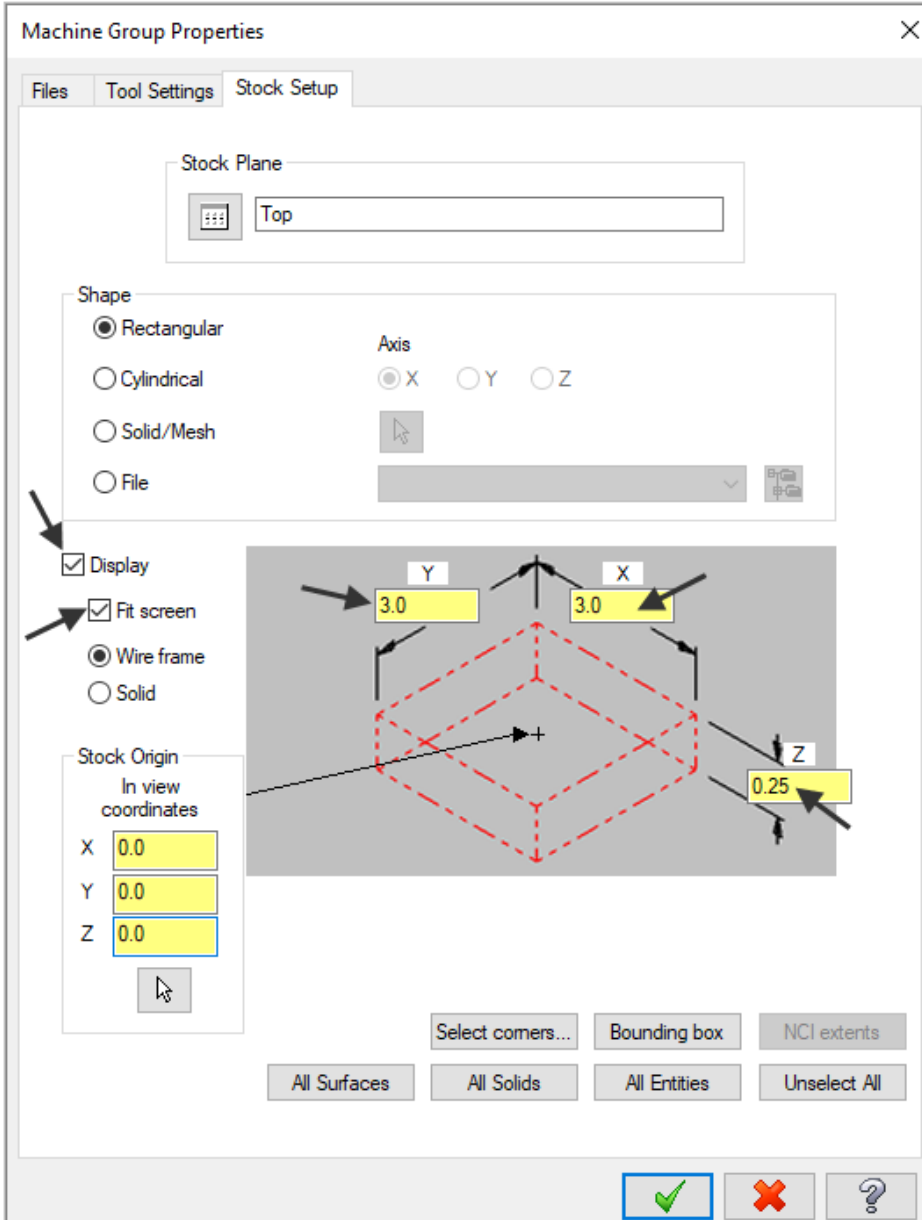 Machine Group Properties
Files Tool Settings Stock Setup
Stock Plane
Top
Shape
Rectangular
Axis
Cylindrical X Y Z
Solid/Mesh
File
Display
Y X
Fit screen 3.0 3.0
Wire frame
Solid
Stock Origin
Z
In view
0.25
coordinates
X 0.0
Y 0.0
Z 0.0
Select corners... Bounding box NCI extents
All Surfaces All Solids All Entities Unselect All